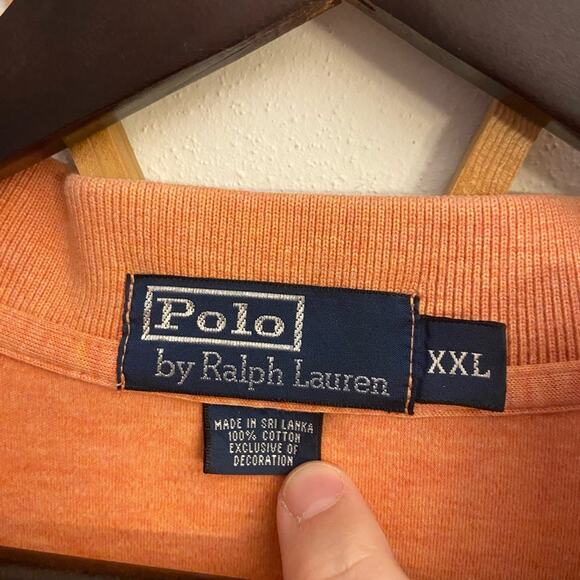 Polo
by Ralph Lauren
XXL
MADE IN SRI LANKA
100% COTTON
EXCLUSIVE OF
DECORATION